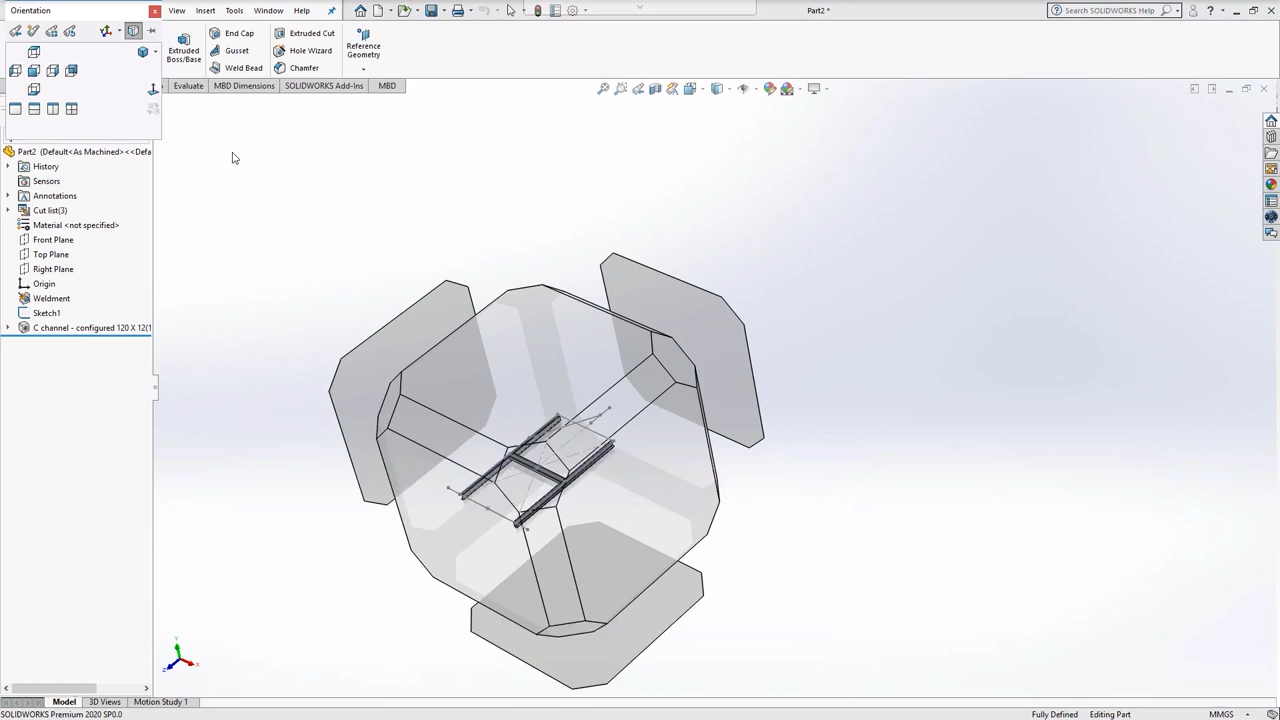 Orientation
View
Insert
Tools
Window
Help
Part2 *
Search SOLIDWORKS Help
Extruded
Boss/Base
End Cap
Gusset
Weld Bead
Extruded Cut
Hole Wizard
Chamfer
Reference
Geometry
Evaluate
MBD Dimensions
SOLIDWORKS Add-Ins
MBD
Part2 (Default<As Machined><<Defa
History
Sensors
Annotations
Cut list(3)
Material <not specified>
Front Plane
Top Plane
Right Plane
Origin
Weldment
Sketch1
C channel - configured 120 X 12(1
Y
X
Z
Model
3D Views
Motion Study 1
SOLIDWORKS Premium 2020 SP0.0
Fully Defined
Editing Part
MMGS